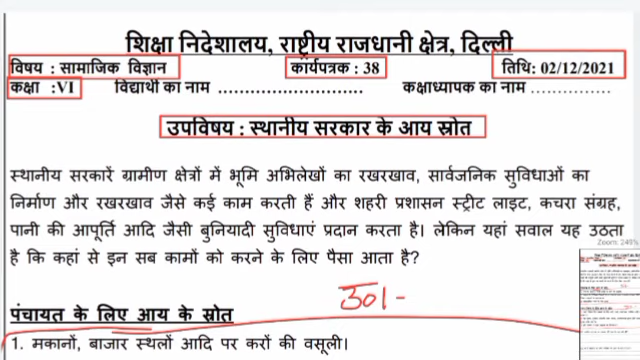 शिक्षा निदेशालय, राष्ट्रीय राजधानी क्षेत्र, दिल्ली
विषय : सामाजिक विज्ञान कार्यपत्रक : 38 तिथि: 02/12/2021
कक्षा :VI विद्यार्थी का नाम ................................ कक्षाध्यापक का नाम ...............
उपविषय : स्थानीय सरकार के आय स्रोत
स्थानीय सरकारें ग्रामीण क्षेत्रों में भूमि अभिलेखों का रखरखाव, सार्वजनिक सुविधाओं का
निर्माण और रखरखाव जैसे कई काम करती हैं और शहरी प्रशासन स्ट्रीट लाइट, कचरा संग्रह,
पानी की आपूर्ति आदि जैसी बुनियादी सुविधाएं प्रदान करता है। लेकिन यहां सवाल यह उठता
है कि कहां से इन सब कामों को करने के लिए पैसा आता है?
Zoom: 249%
पंचायत के लिए आय के स्रोत
1. मकानों, बाजार स्थलों आदि पर करों की वसूली।